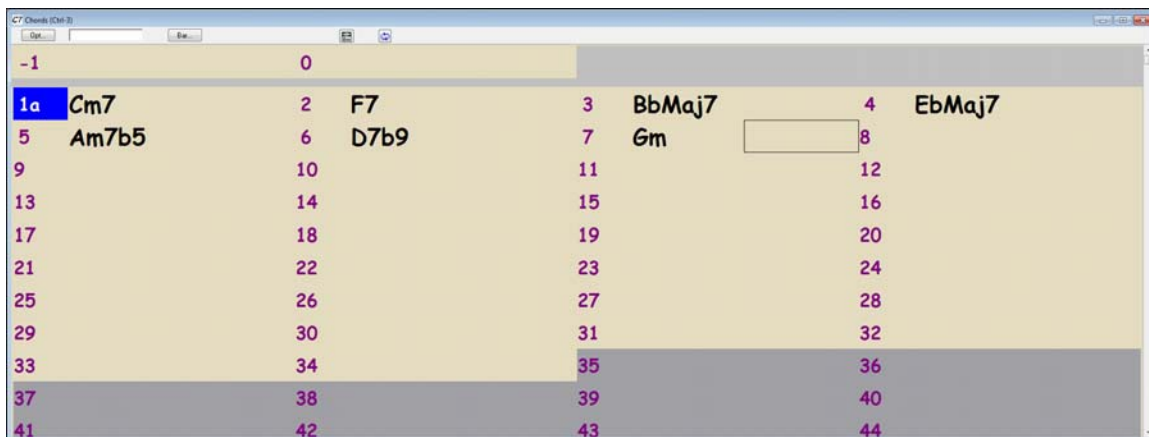 CT Chords (Ctrl-3)
Opt... Bar...
-1 0
1a Cm7 2 F7 3 BbMaj7 4 EbMaj7
5 Am7b5 6 D7b9 7 Gm 8
9 10 11 12
13 14 15 16
17 18 19 20
21 22 23 24
25 26 27 28
29 30 31 32
33 34 35 36
37 38 39 40
41 42 43 44